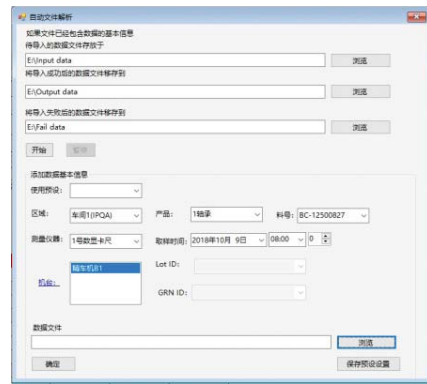 自动文件解析
如果文件已经包含数据的基本信息
待导入的数据文件存放于
E:\Input data 浏览
将导入成功后的数据文件移存到
E:\Output data 浏览
将导入失败后的数据文件移存到
E:\Fail data 浏览
开始 暂停
添加数据基本信息
使用预设:
区域: 车间1(IPQA) 产品: 1轴承 料号: BC-12500827
测量仪器: 1号数显卡尺 取样时间: 2018年10月 9日 08:00 0
机台: 精车机B1 Lot ID:
GRN ID:
数据文件
浏览
确定 保存预设设置